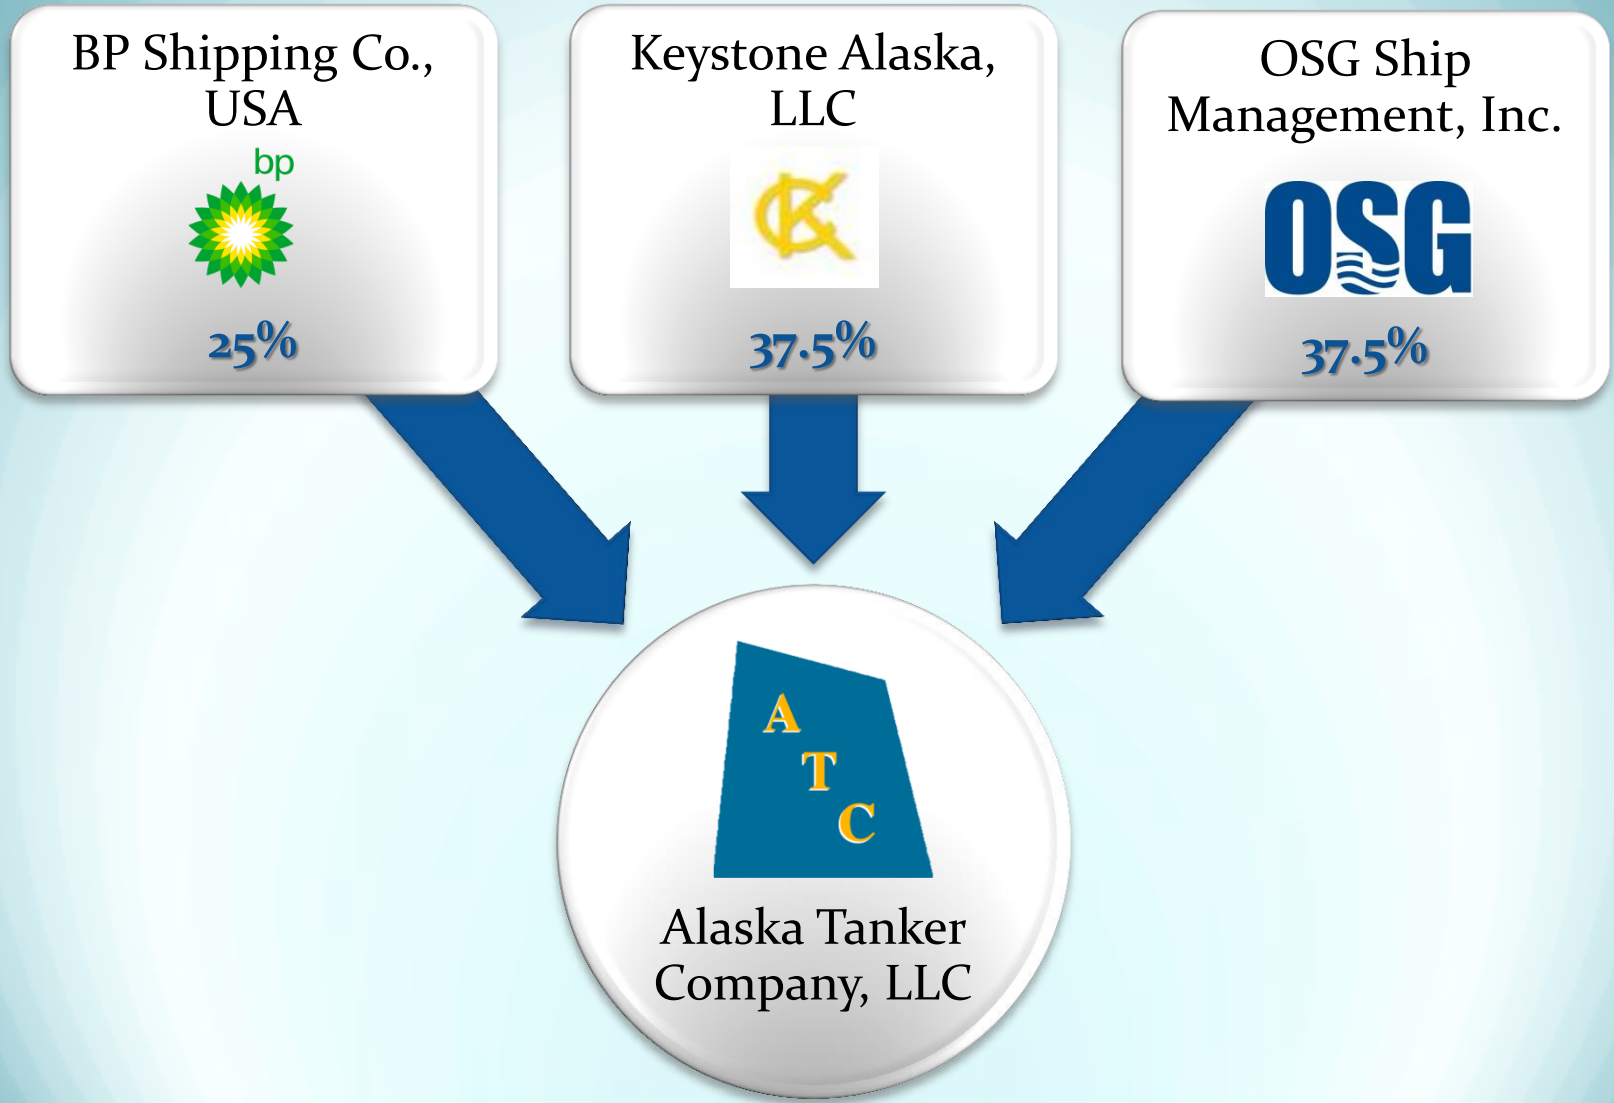 BP Shipping Co.,
USA
bp
25%
Keystone Alaska,
LLC
CK
37.5%
OSG Ship
Management, Inc.
OSG
37.5%
A
T
C
Alaska Tanker
Company, LLC